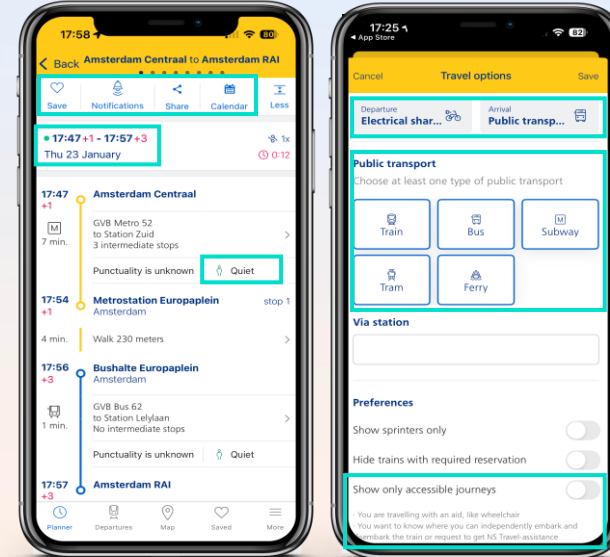 17:58
80
Back
Amsterdam Centraal to Amsterdam RAI
Save
Notifications
Share
Calendar
Less
17:47 +1 - 17:57 +3
1x
Thu 23 January
0:12
17:47
+1
Amsterdam Centraal
M
7 min.
GVB Metro 52
to Station Zuid
3 intermediate stops
Punctuality is unknown
Quiet
17:54
+1
Metrostation Europaplein
stop 1
Amsterdam
4 min.
Walk 230 meters
17:56
+3
Bushalte Europaplein
Amsterdam
1 min.
GVB Bus 62
to Station Lelylaan
No intermediate stops
Punctuality is unknown
Quiet
17:57
+3
Amsterdam RAI
Planner
Departures
Map
Saved
More
17:25
App Store
82
Cancel
Travel options
Save
Departure
Electrical shar...
Arrival
Public transp...
Public transport
Choose at least one type of public transport
Train
Bus
M
Subway
Tram
Ferry
Via station
Preferences
Show sprinters only
Hide trains with required reservation
Show only accessible journeys
- You are travelling with an aid, like wheelchair
- You want to know where you can independently embark and
disembark the train or request to get NS Travel-assistance